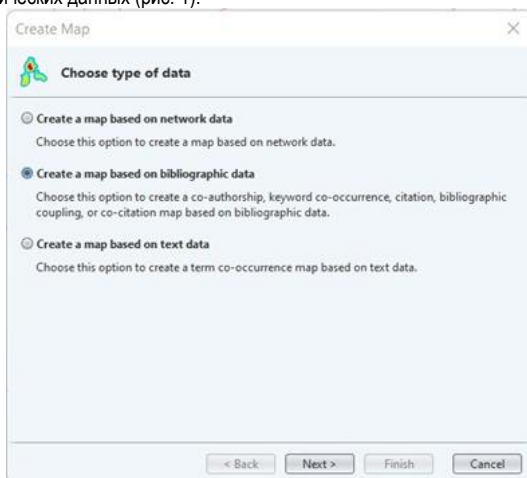 данных (рис. 1).
Create Map
Choose type of data
Create a map based on network data
Choose this option to create a map based on network data.
Create a map based on bibliographic data
Choose this option to create a co-authorship, keyword co-occurrence, citation, bibliographic
coupling, or co-citation map based on bibliographic data.
Create a map based on text data
Choose this option to create a term co-occurrence map based on text data.
< Back Next > Finish Cancel